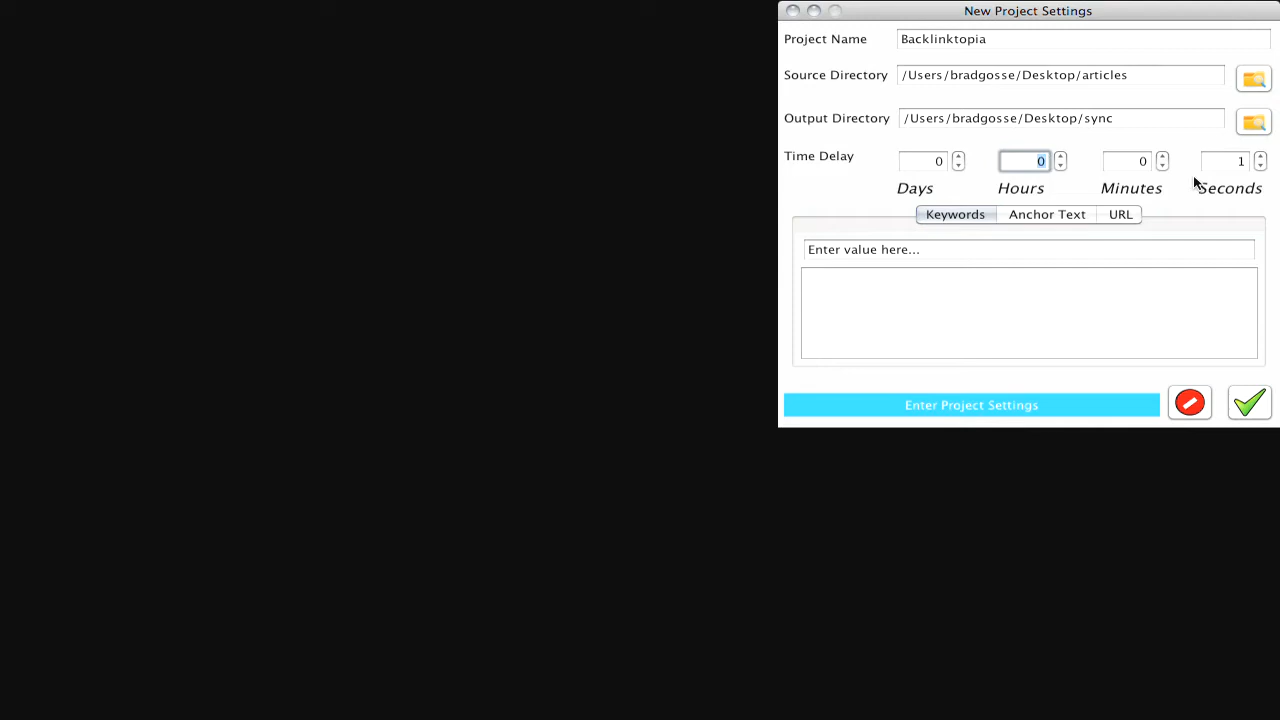 New Project Settings
Project Name Backlinktopia
Source Directory /Users/bradgosse/Desktop/articles
Output Directory /Users/bradgosse/Desktop/sync
Time Delay 0 0 0 1
Days Hours Minutes Seconds
Keywords Anchor Text URL
Enter value here...
Enter Project Settings